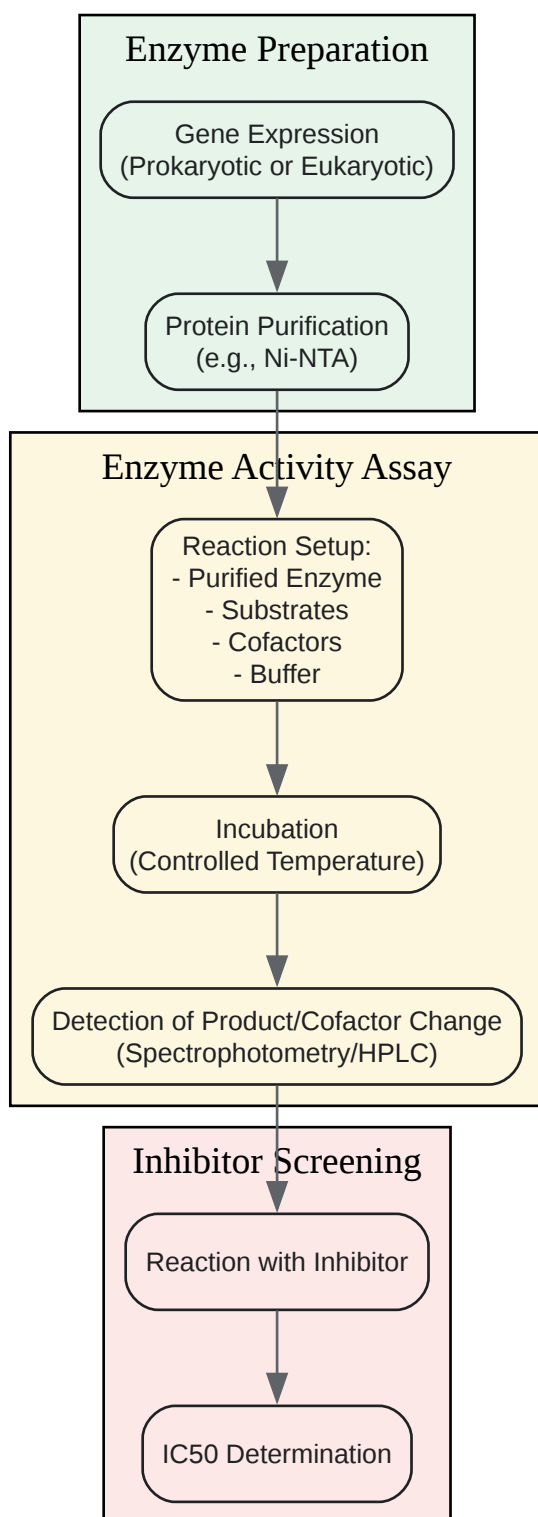 Enzyme Preparation
Gene Expression
(Prokaryotic or Eukaryotic)
Protein Purification
(e.g., Ni-NTA)
Enzyme Activity Assay
Reaction Setup:
- Purified Enzyme
- Substrates
- Cofactors
- Buffer
Incubation
(Controlled Temperature)
Detection of Product/Cofactor Change
(Spectrophotometry/HPLC)
Inhibitor Screening
Reaction with Inhibitor
IC50 Determination